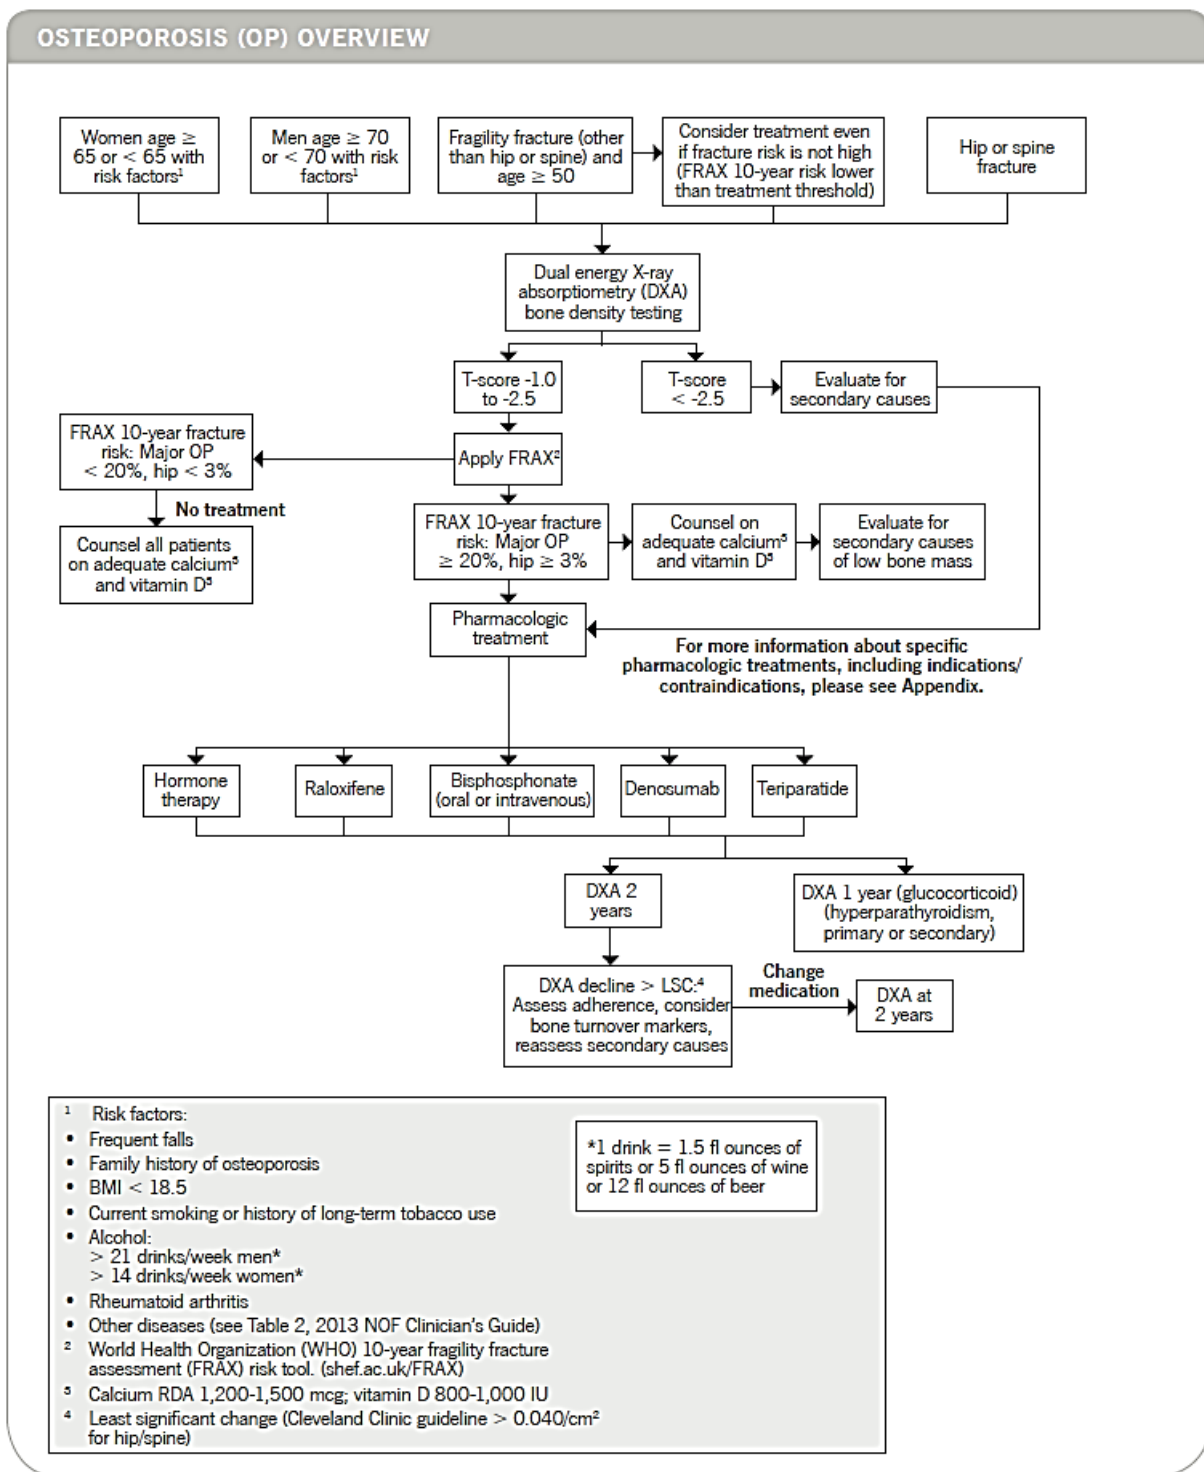 OSTEOPOROSIS (OP) OVERVIEW
Women age ≥
65 or < 65 with
risk factors¹
Men age ≥ 70
or < 70 with risk
factors¹
Fragility fracture (other
than hip or spine) and
age ≥ 50
Consider treatment even
if fracture risk is not high
(FRAX 10-year risk lower
than treatment threshold)
Hip or spine
fracture
Dual energy X-ray
absorptiometry (DXA)
bone density testing
T-score -1.0
to -2.5
T-score
< -2.5
Evaluate for
secondary causes
FRAX 10-year fracture
risk: Major OP
< 20%, hip < 3%
Apply FRAX²
No treatment
Counsel all patients
on adequate calcium³
and vitamin D³
FRAX 10-year fracture
risk: Major OP
≥ 20%, hip ≥ 3%
Counsel on
adequate calcium³
and vitamin D³
Evaluate for
secondary causes
of low bone mass
Pharmacologic
treatment
For more information about specific
pharmacologic treatments, including indications/
contraindications, please see Appendix.
Hormone
therapy
Raloxifene
Bisphosphonate
(oral or intravenous)
Denosumab
Teriparatide
DXA 2
years
DXA 1 year (glucocorticoid)
(hyperparathyroidism,
primary or secondary)
DXA decline > LSC:⁴
Assess adherence, consider
bone turnover markers,
reassess secondary causes
Change
medication
DXA at
2 years
¹ Risk factors:
• Frequent falls
• Family history of osteoporosis
• BMI < 18.5
• Current smoking or history of long-term tobacco use
• Alcohol:
> 21 drinks/week men*
> 14 drinks/week women*
• Rheumatoid arthritis
• Other diseases (see Table 2, 2013 NOF Clinician's Guide)
² World Health Organization (WHO) 10-year fragility fracture
assessment (FRAX) risk tool. (shef.ac.uk/FRAX)
³ Calcium RDA 1,200-1,500 mcg; vitamin D 800-1,000 IU
⁴ Least significant change (Cleveland Clinic guideline > 0.040/cm²
for hip/spine)
*1 drink = 1.5 fl ounces of
spirits or 5 fl ounces of wine
or 12 fl ounces of beer